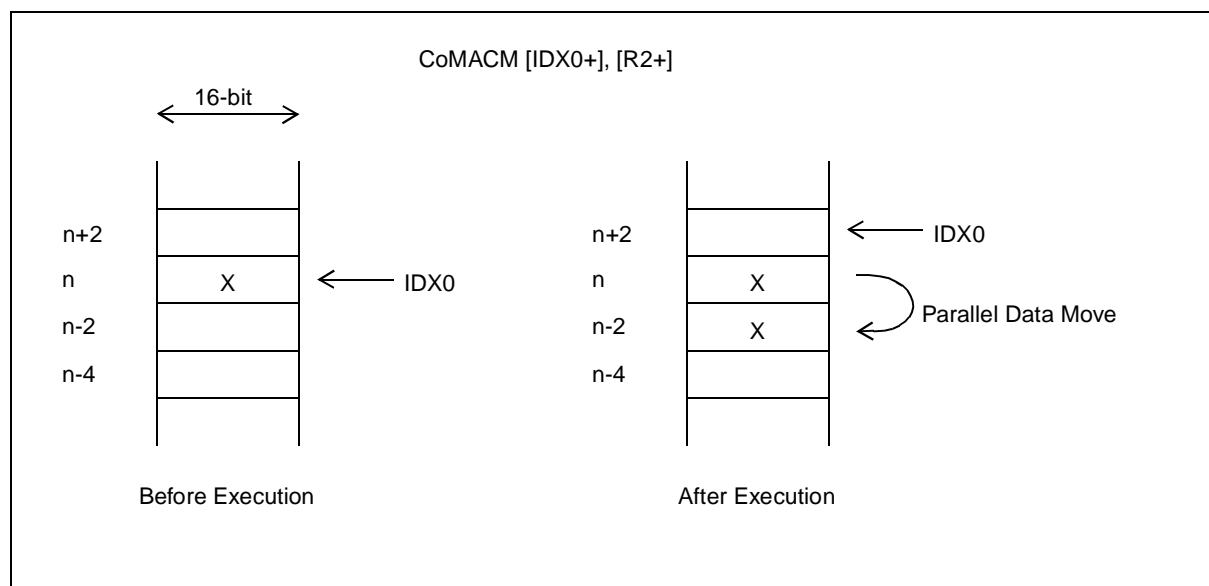 CoMACM [IDX0+], [R2+]
16-bit
n+2
n X IDX0
n-2
n-4
Before Execution
n+2 IDX0
n X
n-2 X
Parallel Data Move
n-4
After Execution